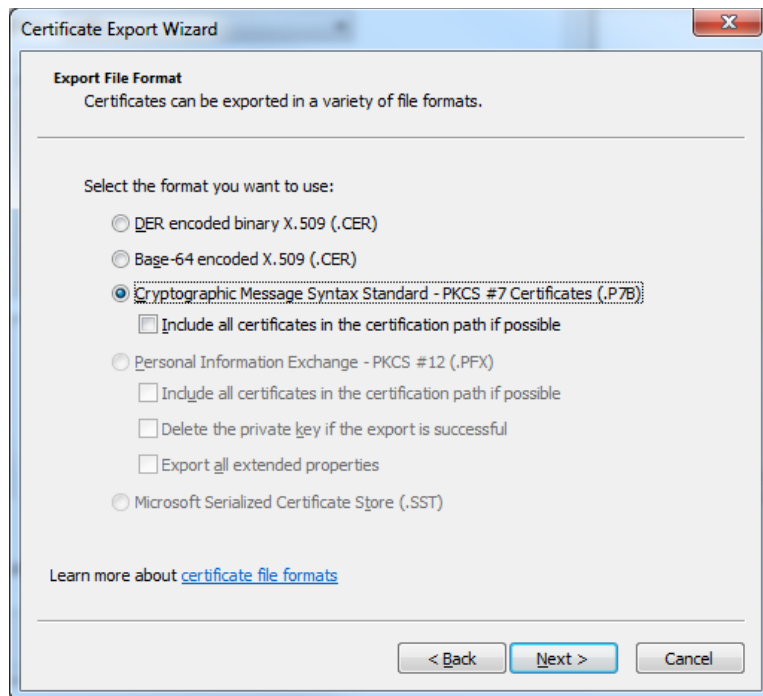 Certificate Export Wizard
Export File Format
Certificates can be exported in a variety of file formats.
Select the format you want to use:
DER encoded binary X.509 (.CER)
Base-64 encoded X.509 (.CER)
Cryptographic Message Syntax Standard - PKCS #7 Certificates (.P7B)
Include all certificates in the certification path if possible
Personal Information Exchange - PKCS #12 (.PFX)
Include all certificates in the certification path if possible
Delete the private key if the export is successful
Export all extended properties
Microsoft Serialized Certificate Store (.SST)
Learn more about certificate file formats
< Back Next > Cancel